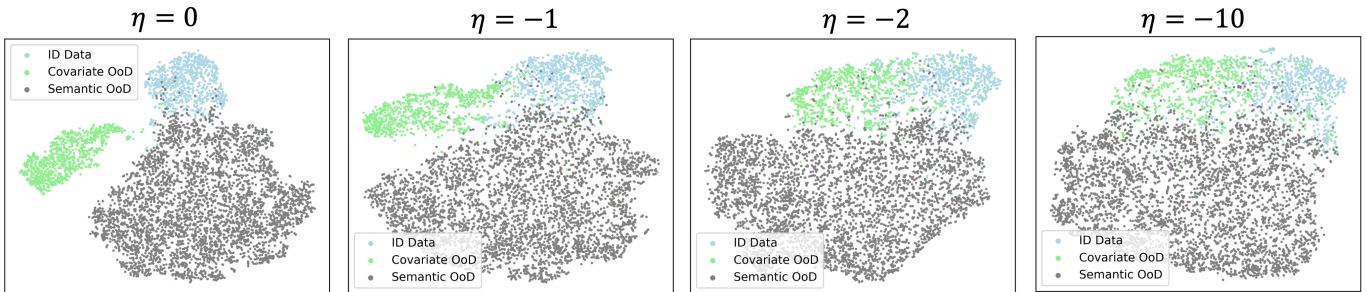 η = 0
ID Data
Covariate OoD
Semantic OoD
η = −1
ID Data
Covariate OoD
Semantic OoD
η = −2
ID Data
Covariate OoD
Semantic OoD
η = −10
ID Data
Covariate OoD
Semantic OoD